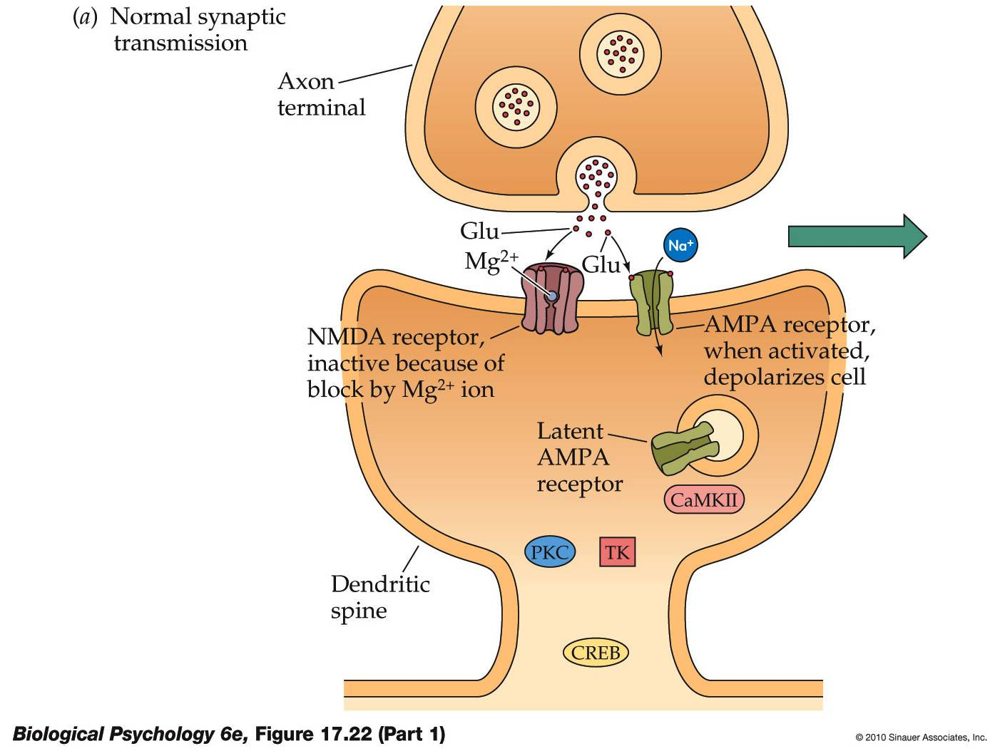 (a) Normal synaptic
transmission
Axon
terminal
Glu
Mg²⁺
Glu
Na⁺
NMDA receptor,
inactive because of
block by Mg²⁺ ion
AMPA receptor,
when activated,
depolarizes cell
Latent
AMPA
receptor
CaMKII
PKC
TK
Dendritic
spine
CREB
Biological Psychology 6e, Figure 17.22 (Part 1)
© 2010 Sinauer Associates, Inc.